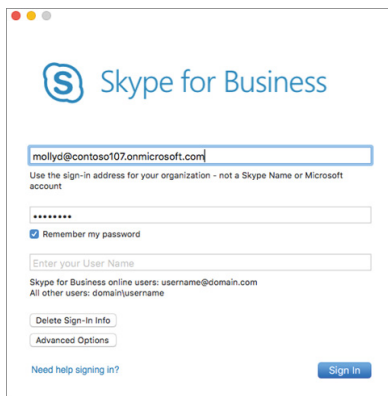 Skype for Business
mollyd@contoso107.onmicrosoft.com
Use the sign-in address for your organization - not a Skype Name or Microsoft
account
••••••••
Remember my password
Enter your User Name
Skype for Business online users: username@domain.com
All other users: domain\username
Delete Sign-In Info
Advanced Options
Need help signing in?
Sign In